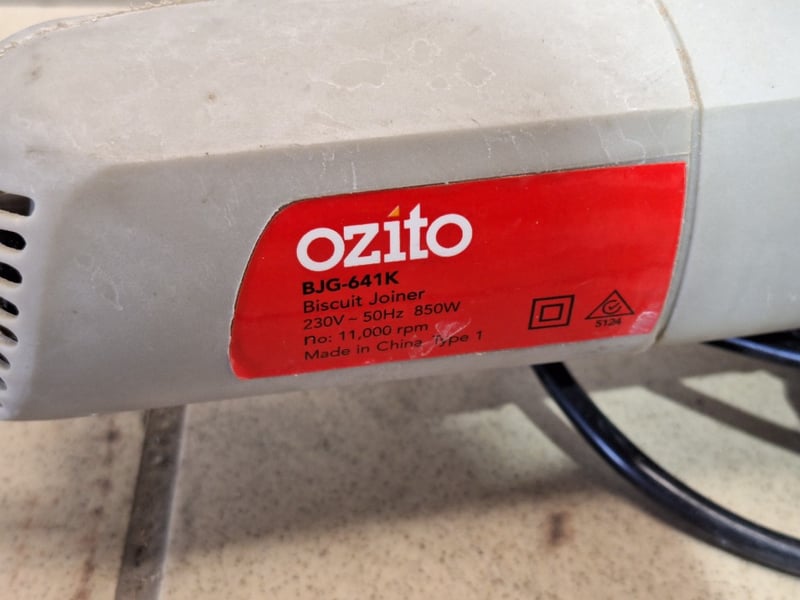 ozito
BJG-641K
Biscuit Joiner
230V ~ 50Hz 850W
no: 11,000 rpm
Made in China Type 1
S124